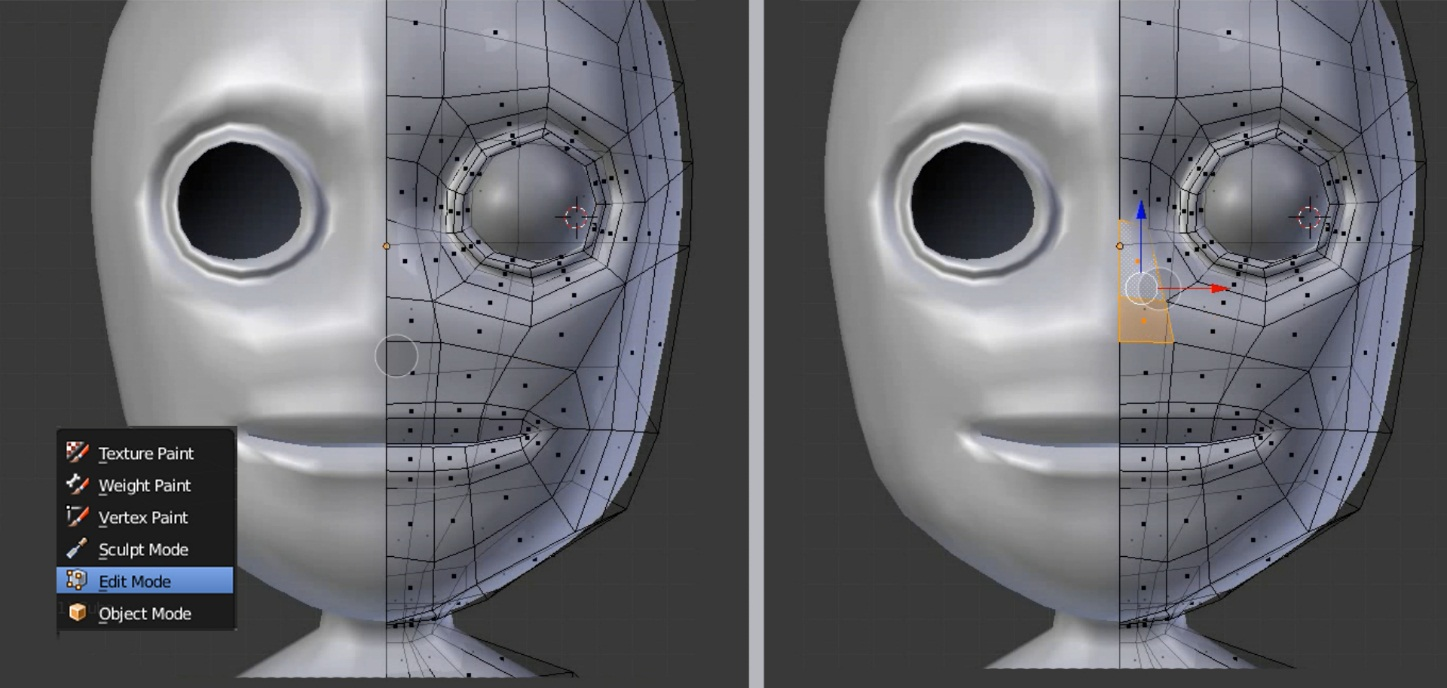 Texture Paint
Weight Paint
Vertex Paint
Sculpt Mode
Edit Mode
Object Mode